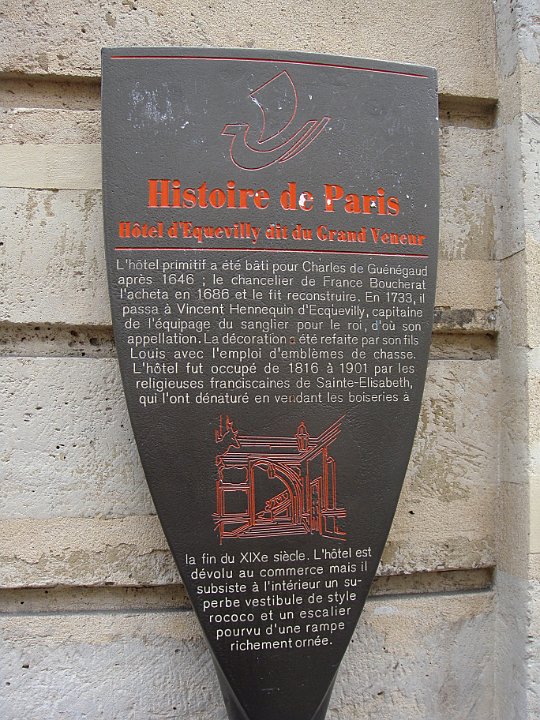 Histoire de Paris
Hôtel d'Equevilly dit du Grand Veneur
L'hôtel primitif a été bâti pour Charles de Guénégaud
après 1646 ; le chancelier de France Boucherat
l'acheta en 1686 et le fit reconstruire. En 1733, il
passa à Vincent Hennequin d'Ecquevilly, capitaine
de l'équipage du sanglier pour le roi, d'où son
appellation. La décoration a été refaite par son fils
Louis avec l'emploi d'emblèmes de chasse.
L'hôtel fut occupé de 1816 à 1901 par les
religieuses franciscaines de Sainte-Elisabeth,
qui l'ont dénaturé en vendant les boiseries à
la fin du XIXe siècle. L'hôtel est
dévolu au commerce mais il
subsiste à l'intérieur un su-
perbe vestibule de style
rococo et un escalier
pourvu d'une rampe
richement ornée.